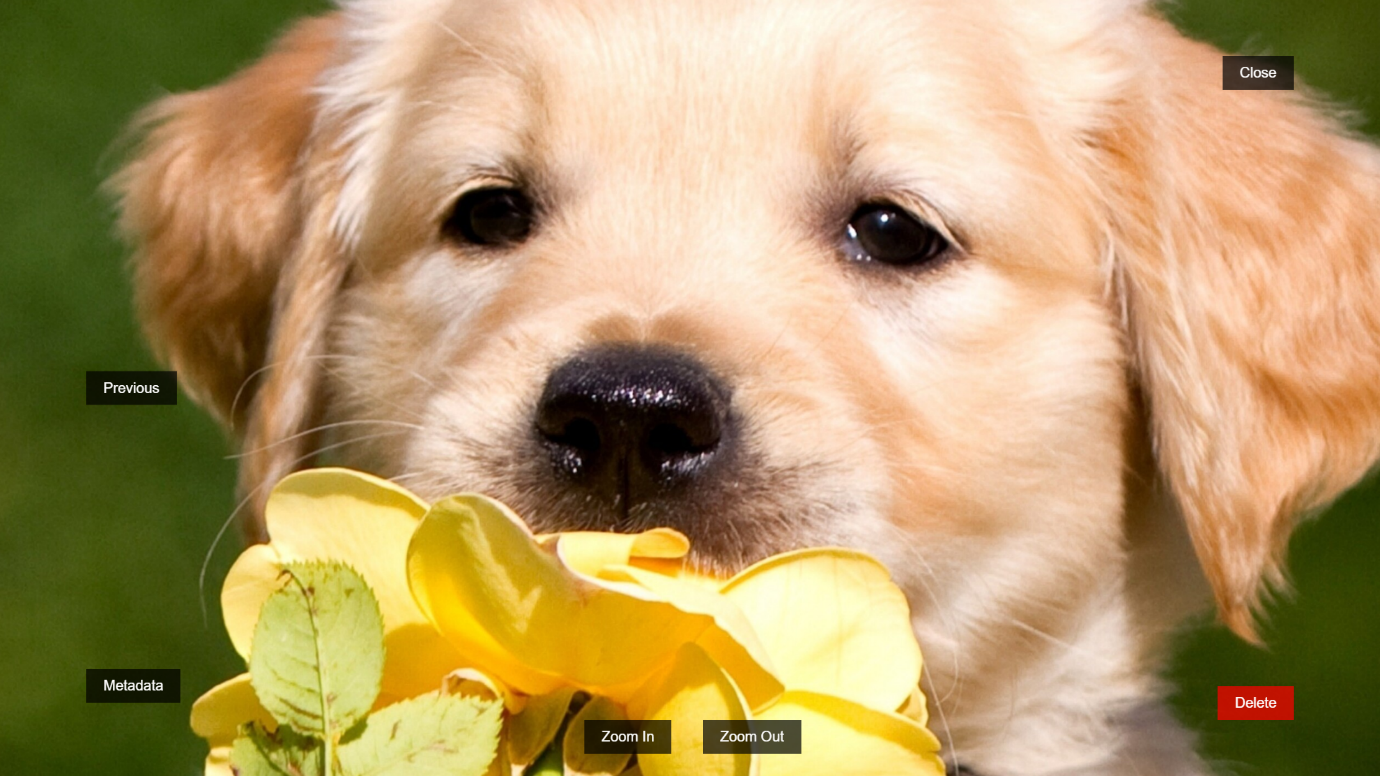 Close
Previous
Metadata
Delete
Zoom In
Zoom Out